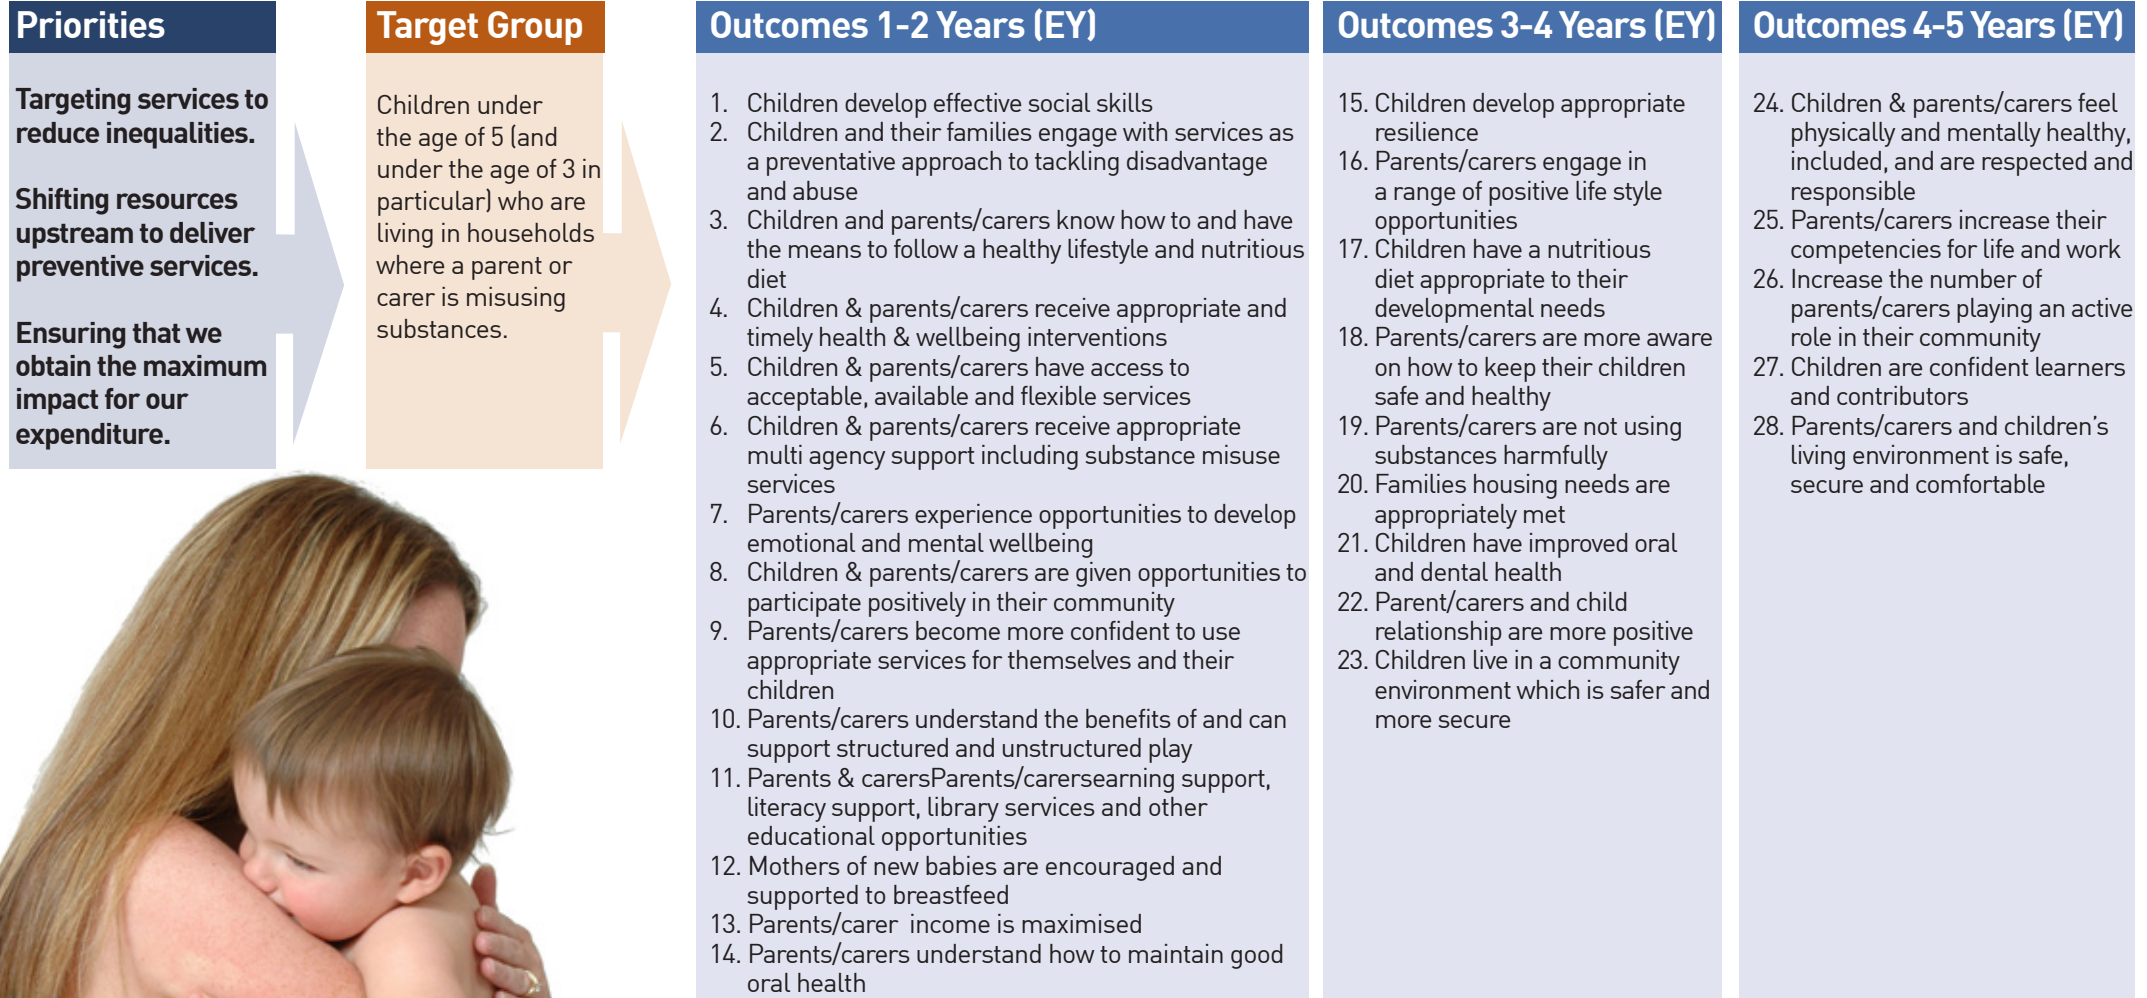 Priorities
Targeting services to
reduce inequalities.
Shifting resources
upstream to deliver
preventive services.
Ensuring that we
obtain the maximum
impact for our
expenditure.
Target Group
Children under
the age of 5 (and
under the age of 3 in
particular) who are
living in households
where a parent or
carer is misusing
substances.
Outcomes 1-2 Years (EY)
1. Children develop effective social skills
2. Children and their families engage with services as
a preventative approach to tackling disadvantage
and abuse
3. Children and parents/carers know how to and have
the means to follow a healthy lifestyle and nutritious
diet
4. Children & parents/carers receive appropriate and
timely health & wellbeing interventions
5. Children & parents/carers have access to
acceptable, available and flexible services
6. Children & parents/carers receive appropriate
multi agency support including substance misuse
services
7. Parents/carers experience opportunities to develop
emotional and mental wellbeing
8. Children & parents/carers are given opportunities to
participate positively in their community
9. Parents/carers become more confident to use
appropriate services for themselves and their
children
10. Parents/carers understand the benefits of and can
support structured and unstructured play
11. Parents & carersParents/carersearning support,
literacy support, library services and other
educational opportunities
12. Mothers of new babies are encouraged and
supported to breastfeed
13. Parents/carer income is maximised
14. Parents/carers understand how to maintain good
oral health
Outcomes 3-4 Years (EY)
15. Children develop appropriate
resilience
16. Parents/carers engage in
a range of positive life style
opportunities
17. Children have a nutritious
diet appropriate to their
developmental needs
18. Parents/carers are more aware
on how to keep their children
safe and healthy
19. Parents/carers are not using
substances harmfully
20. Families housing needs are
appropriately met
21. Children have improved oral
and dental health
22. Parent/carers and child
relationship are more positive
23. Children live in a community
environment which is safer and
more secure
Outcomes 4-5 Years (EY)
24. Children & parents/carers feel
physically and mentally healthy,
included, and are respected and
responsible
25. Parents/carers increase their
competencies for life and work
26. Increase the number of
parents/carers playing an active
role in their community
27. Children are confident learners
and contributors
28. Parents/carers and children's
living environment is safe,
secure and comfortable